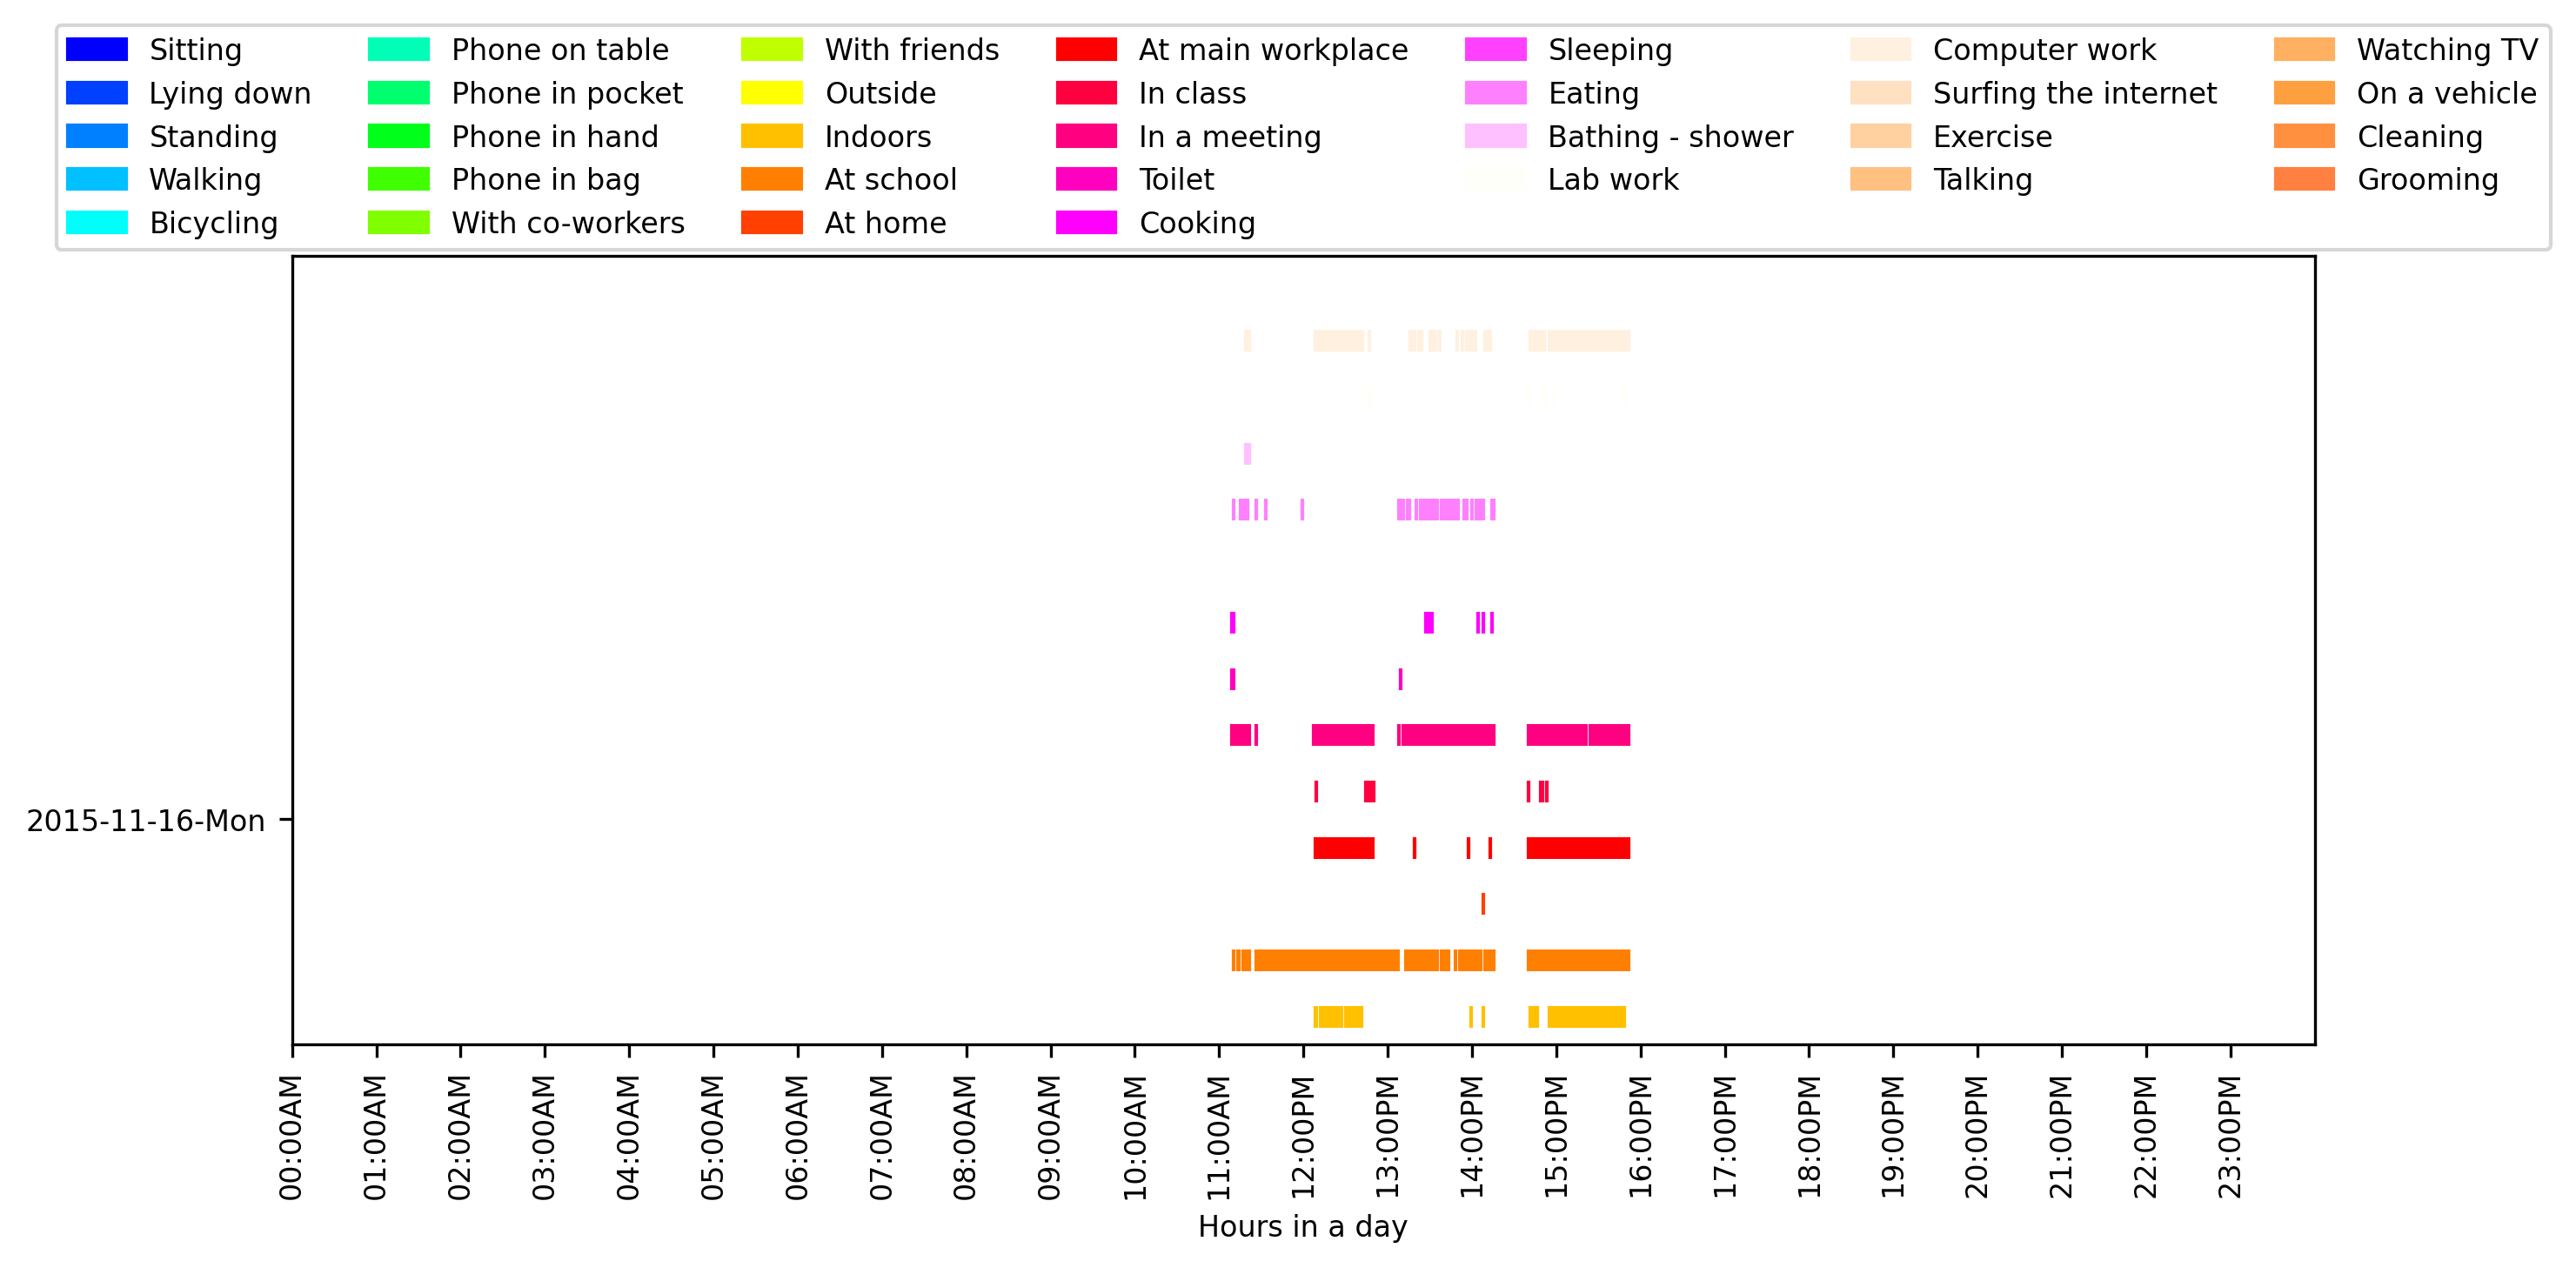 Sitting
Lying down
Standing
Walking
Bicycling
Phone on table
Phone in pocket
Phone in hand
Phone in bag
With co-workers
With friends
Outside
Indoors
At school
At home
At main workplace
In class
In a meeting
Toilet
Cooking
Sleeping
Eating
Bathing - shower
Lab work
Computer work
Surfing the internet
Exercise
Talking
Watching TV
On a vehicle
Cleaning
Grooming
2015-11-16-Mon
00:00AM
01:00AM
02:00AM
03:00AM
04:00AM
05:00AM
06:00AM
07:00AM
08:00AM
09:00AM
10:00AM
11:00AM
12:00PM
13:00PM
14:00PM
15:00PM
16:00PM
17:00PM
18:00PM
19:00PM
20:00PM
21:00PM
22:00PM
23:00PM
Hours in a day